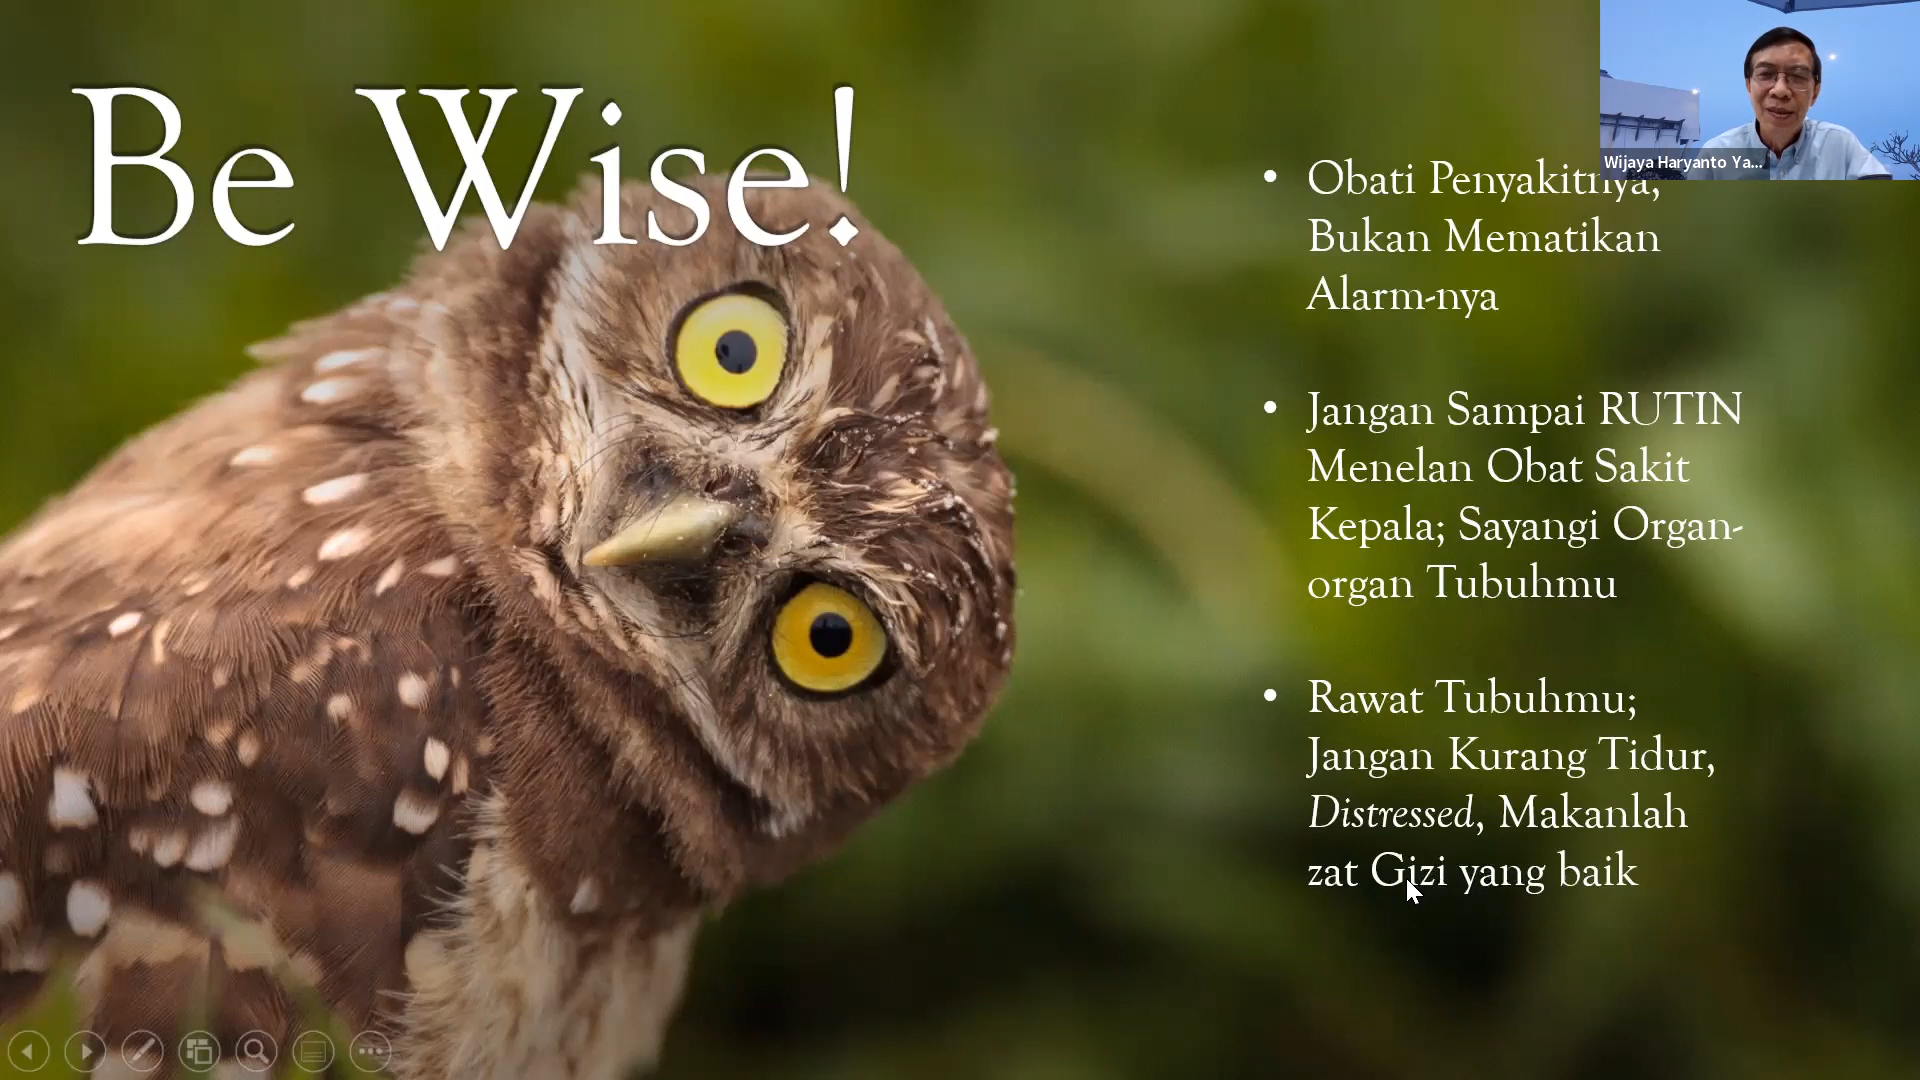 Be Wise!
Wijaya Haryanto Ya...
• Obati Penyakitnya,
Bukan Mematikan
Alarm-nya
• Jangan Sampai RUTIN
Menelan Obat Sakit
Kepala; Sayangi Organ-
organ Tubuhmu
• Rawat Tubuhmu;
Jangan Kurang Tidur,
Distressed, Makanlah
zat Gizi yang baik